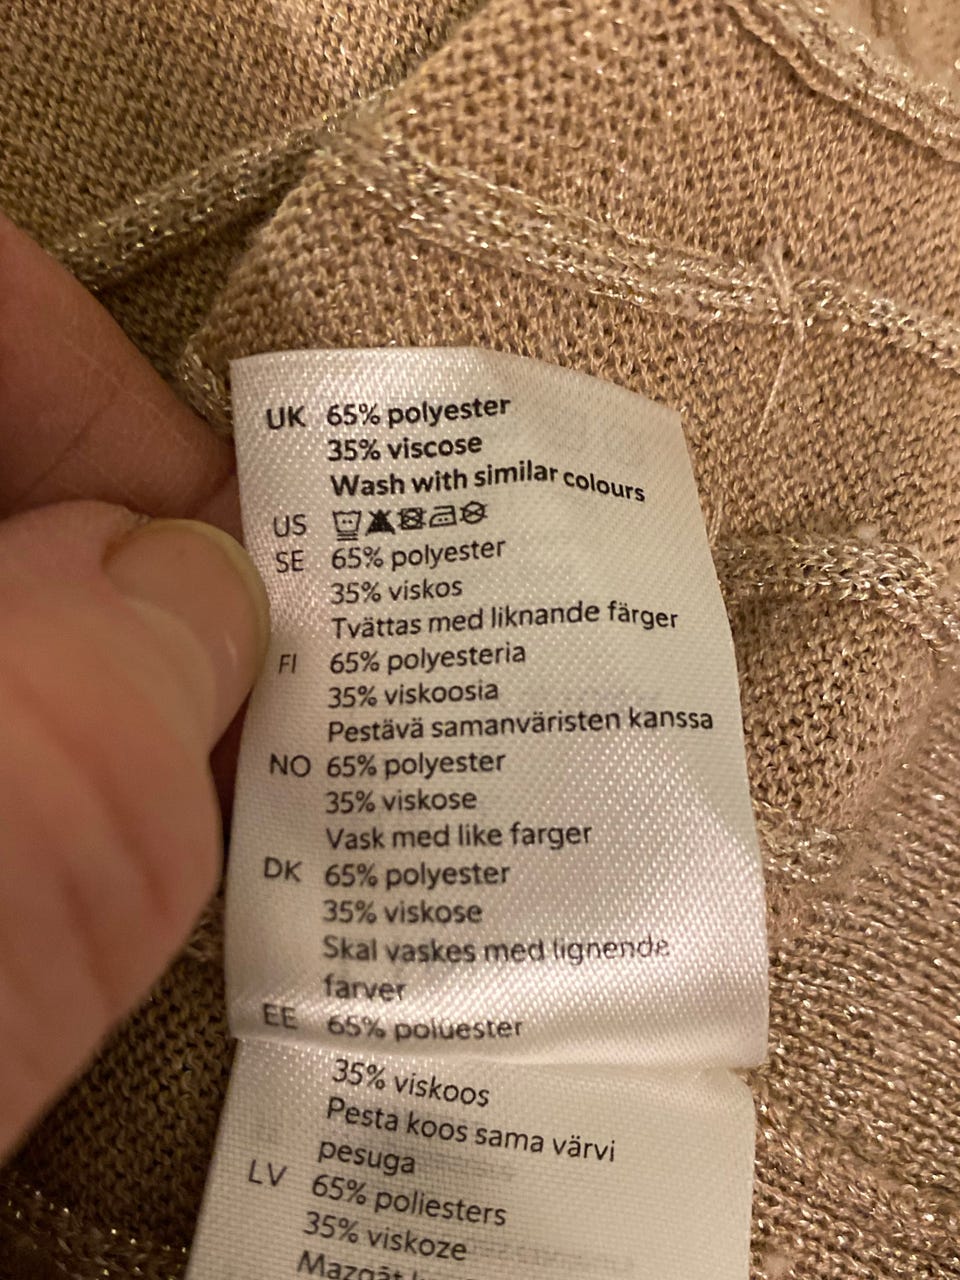 UK 65% polyester
35% viscose
Wash with similar colours
US
SE 65% polyester
35% viskos
Tvättas med liknande färger
FI 65% polyesteria
35% viskoosia
Pestävä samanväristen kanssa
NO 65% polyester
35% viskose
Vask med like farger
DK 65% polyester
35% viskose
Skal vaskes med lignende
farver
EE 65% polüester
35% viskoos
Pesta koos sama värvi
pesuga
LV 65% poliesters
35% viskoze